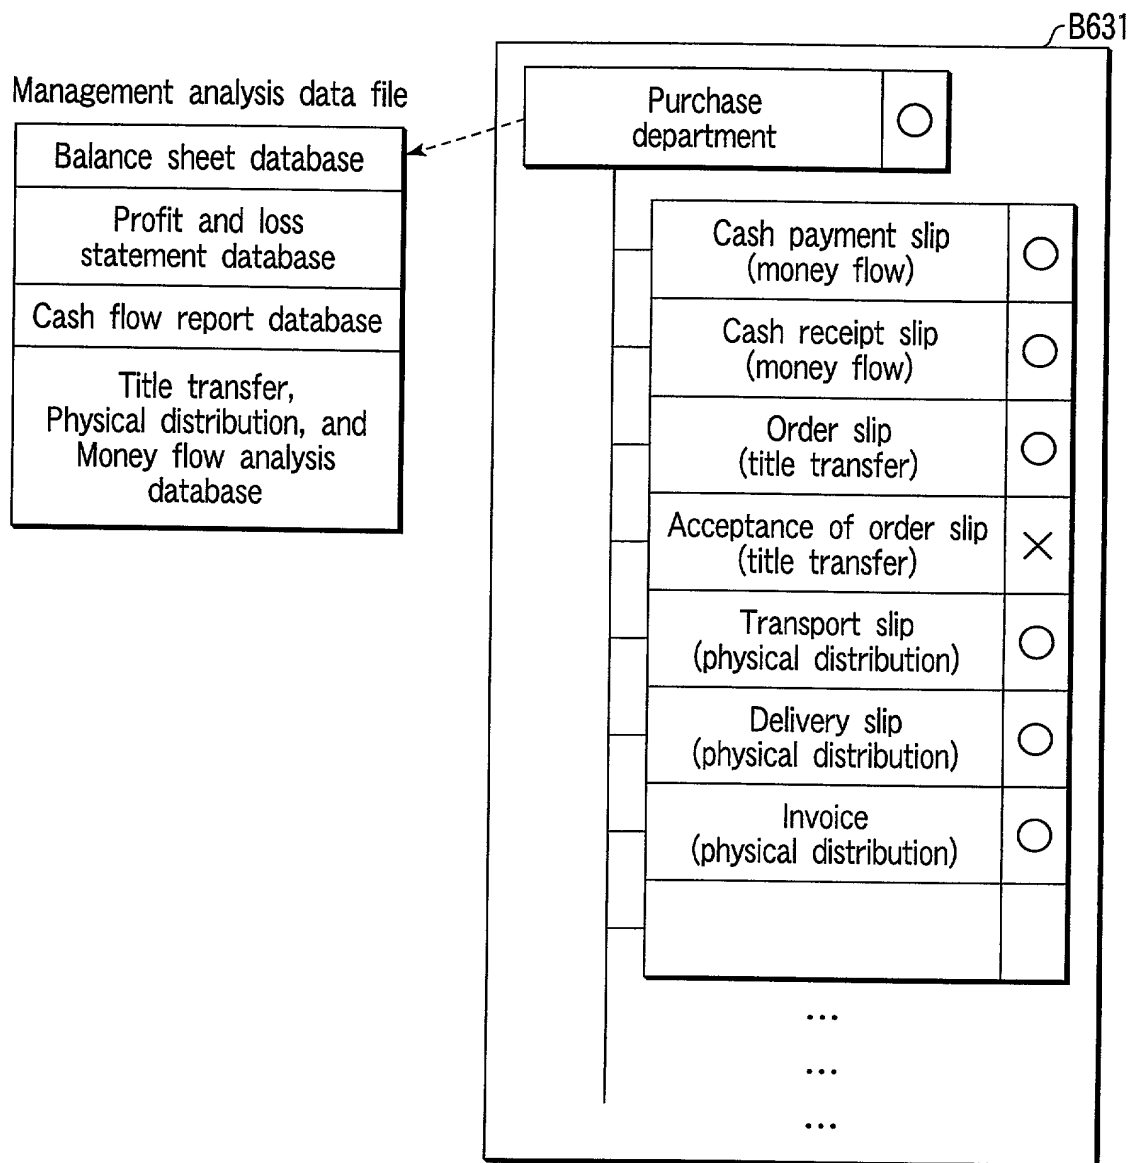 B631
Management analysis data file
Balance sheet database
Profit and loss
statement database
Cash flow report database
Title transfer,
Physical distribution, and
Money flow analysis
database
Purchase
department
Cash payment slip
(money flow)
Cash receipt slip
(money flow)
Order slip
(title transfer)
Acceptance of order slip
(title transfer)
Transport slip
(physical distribution)
Delivery slip
(physical distribution)
Invoice
(physical distribution)
...
...
...